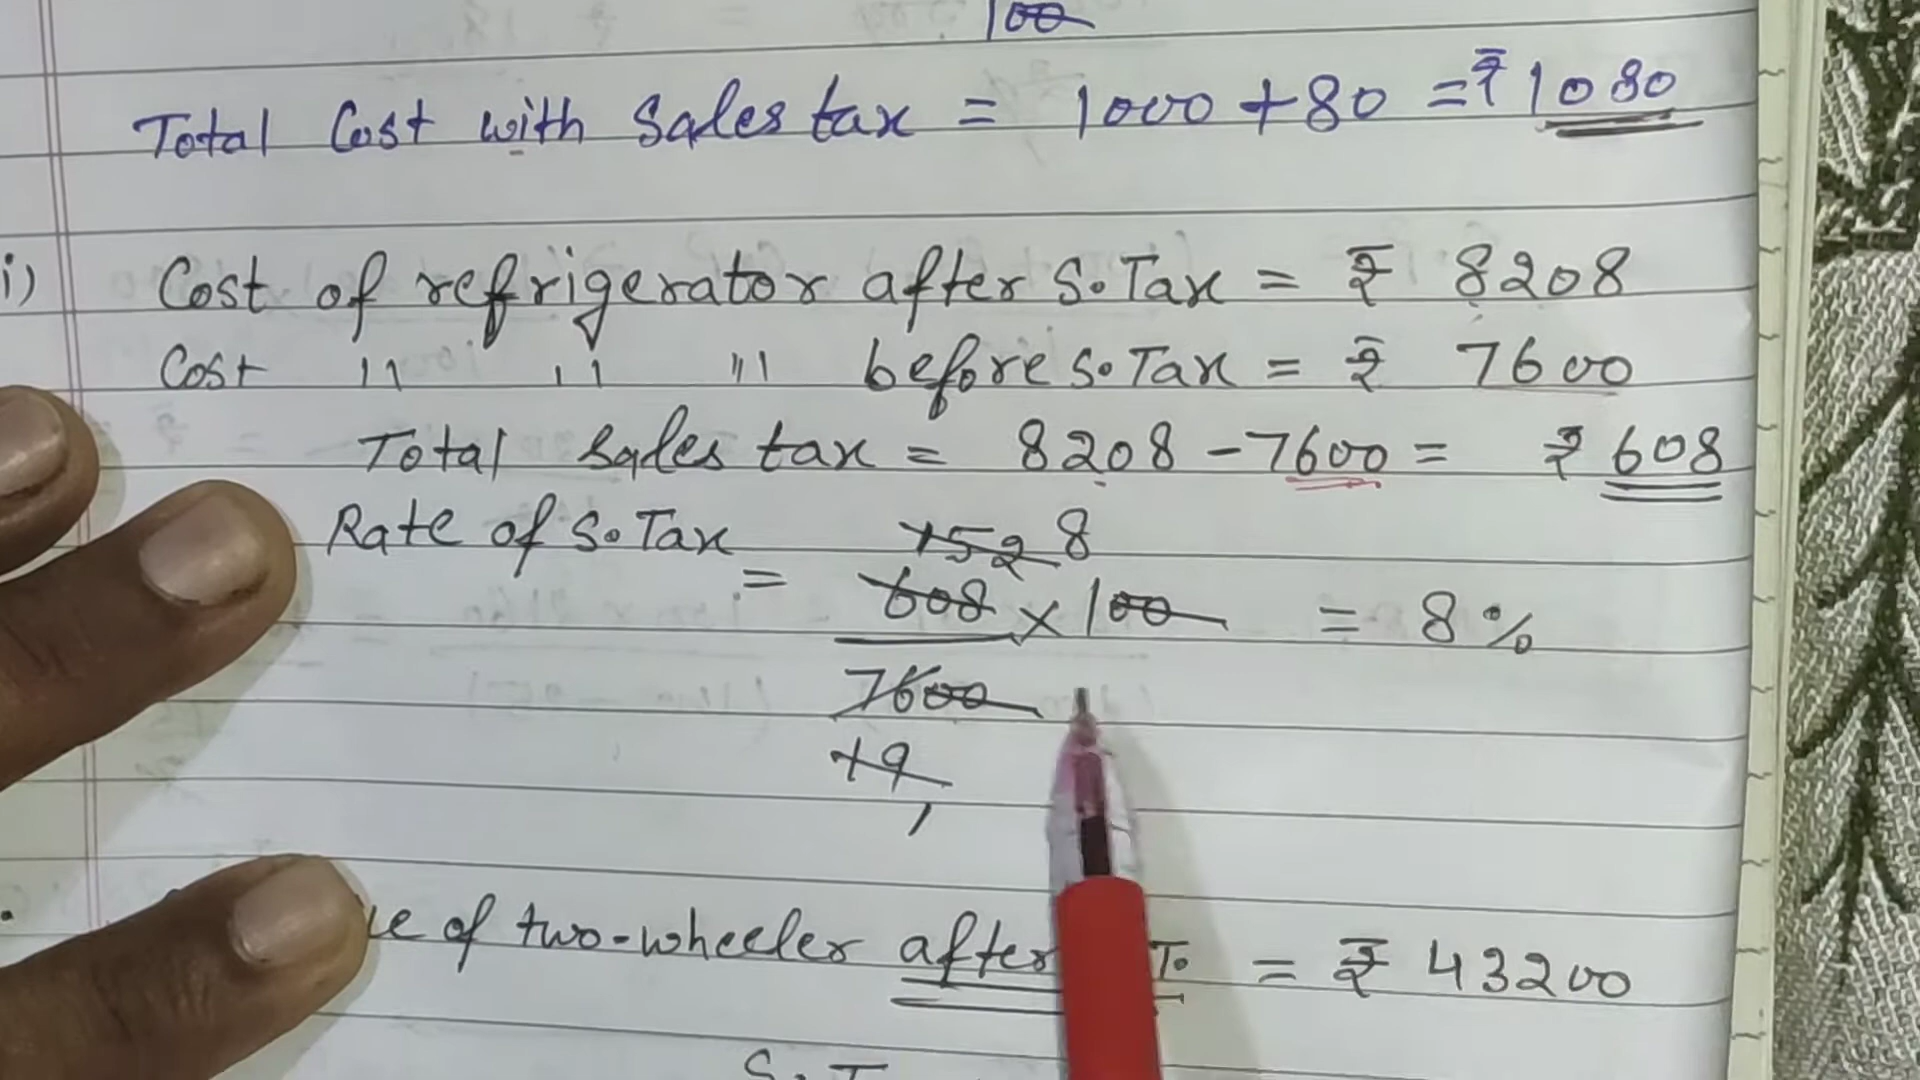 100
Total Cost with Sales tax = 1000 + 80 = ₹ 1080
i) Cost of refrigerator after S. Tax = ₹ 8208
Cost ,, ,, ,, before S. Tax = ₹ 7600
Total Sales tax = 8208 - 7600 = ₹ 608
Rate of S. Tax = 608 × 100 = 8%
152 8
7600
19
of two-wheeler after T. = ₹ 43200